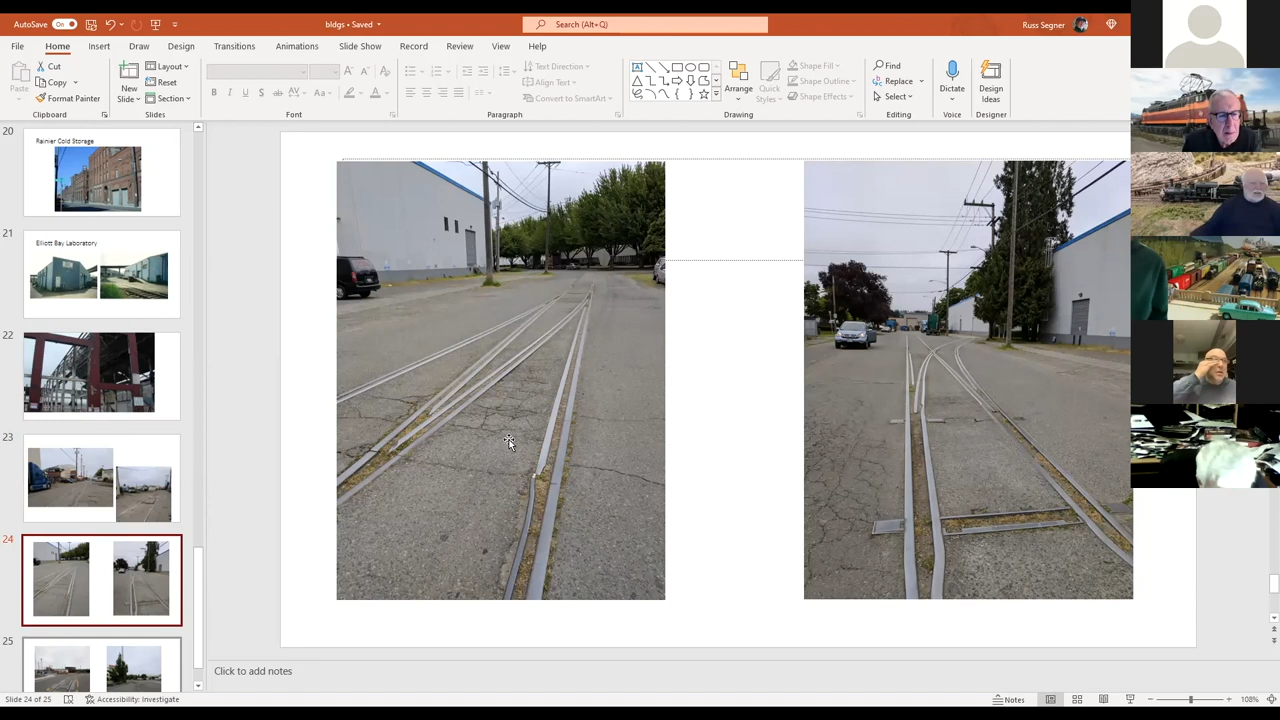 AutoSave On bldgs • Saved Search (Alt+Q) Russ Segner
File Home Insert Draw Design Transitions Animations Slide Show Record Review View Help
Paste Cut Copy Format Painter
Clipboard
New Slide Layout Reset Section
Slides
B I U S ab AV Aa A A
Font
Paragraph
Text Direction
Align Text
Convert to SmartArt
Arrange Quick Styles
Shape Fill
Shape Outline
Shape Effects
Drawing
Find
Replace
Select
Editing
Dictate
Voice
Design Ideas
Designer
20
Rainier Cold Storage
21
Elliott Bay Laboratory
22
23
24
25
Click to add notes
Slide 24 of 25 Accessibility: Investigate Notes 108%